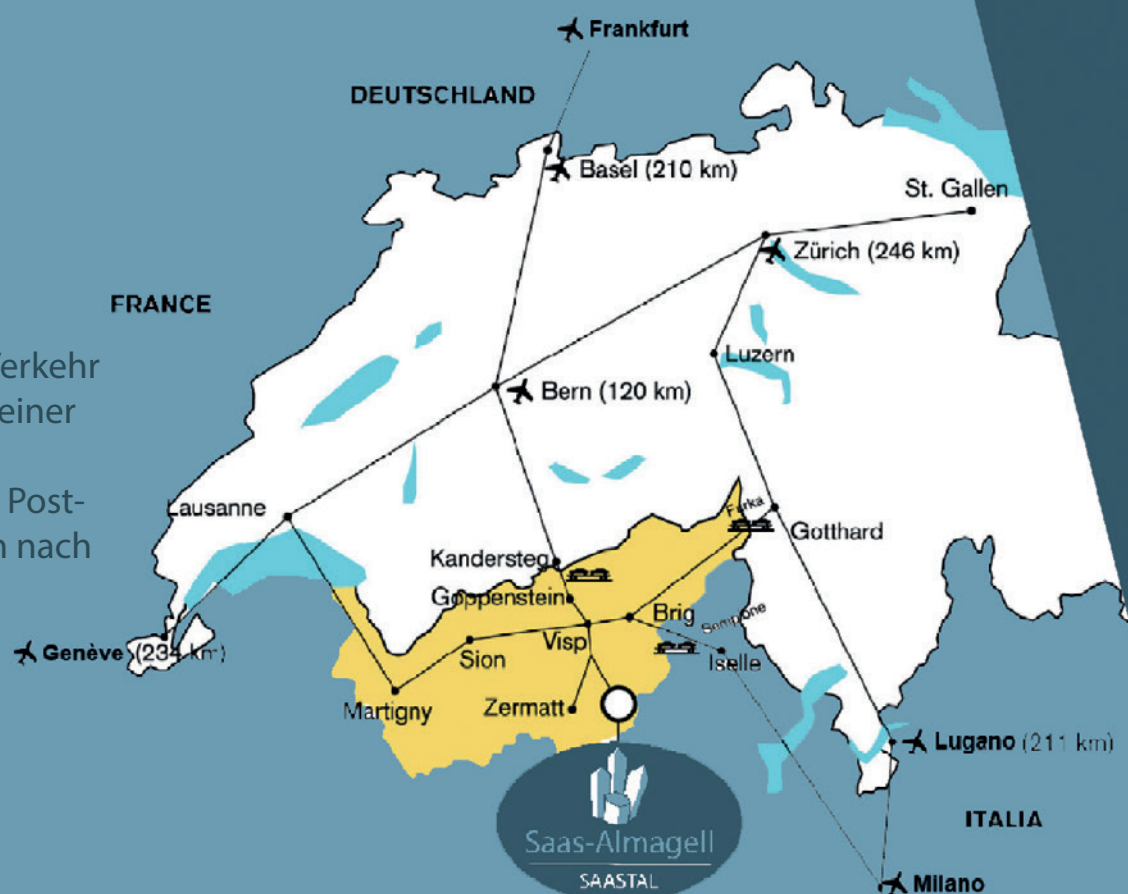 Frankfurt
DEUTSCHLAND
Basel (210 km)
St. Gallen
Zürich (246 km)
FRANCE
Verkehr
einer
Post-
nach
Luzern
Bern (120 km)
Lausanne
Furka
Gotthard
Kandersteg
Goppenstein
Brig
Sempione
Visp
Iselle
Sion
Genève (234 km)
Martigny
Zermatt
Lugano (211 km)
ITALIA
Saas-Almagell
SAASTAL
Milano